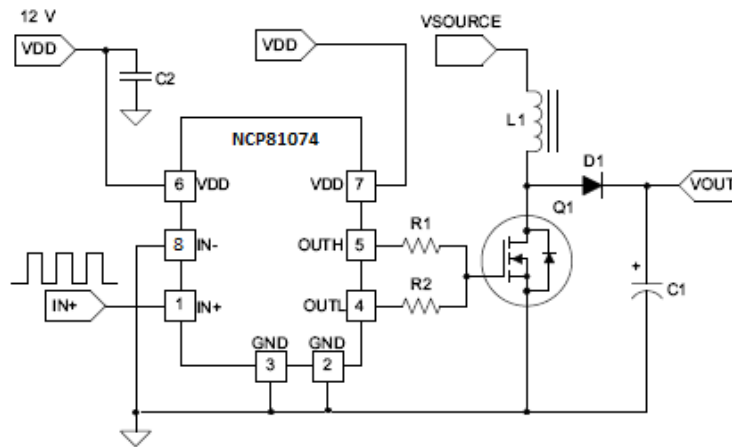 12 V
VDD
C2
VDD
VSOURCE
L1
NCP81074
D1
VOUT
6 VDD
VDD 7
Q1
8 IN-
OUTH 5
R1
IN+
1 IN+
OUTL 4
R2
+
C1
GND
GND
3
2